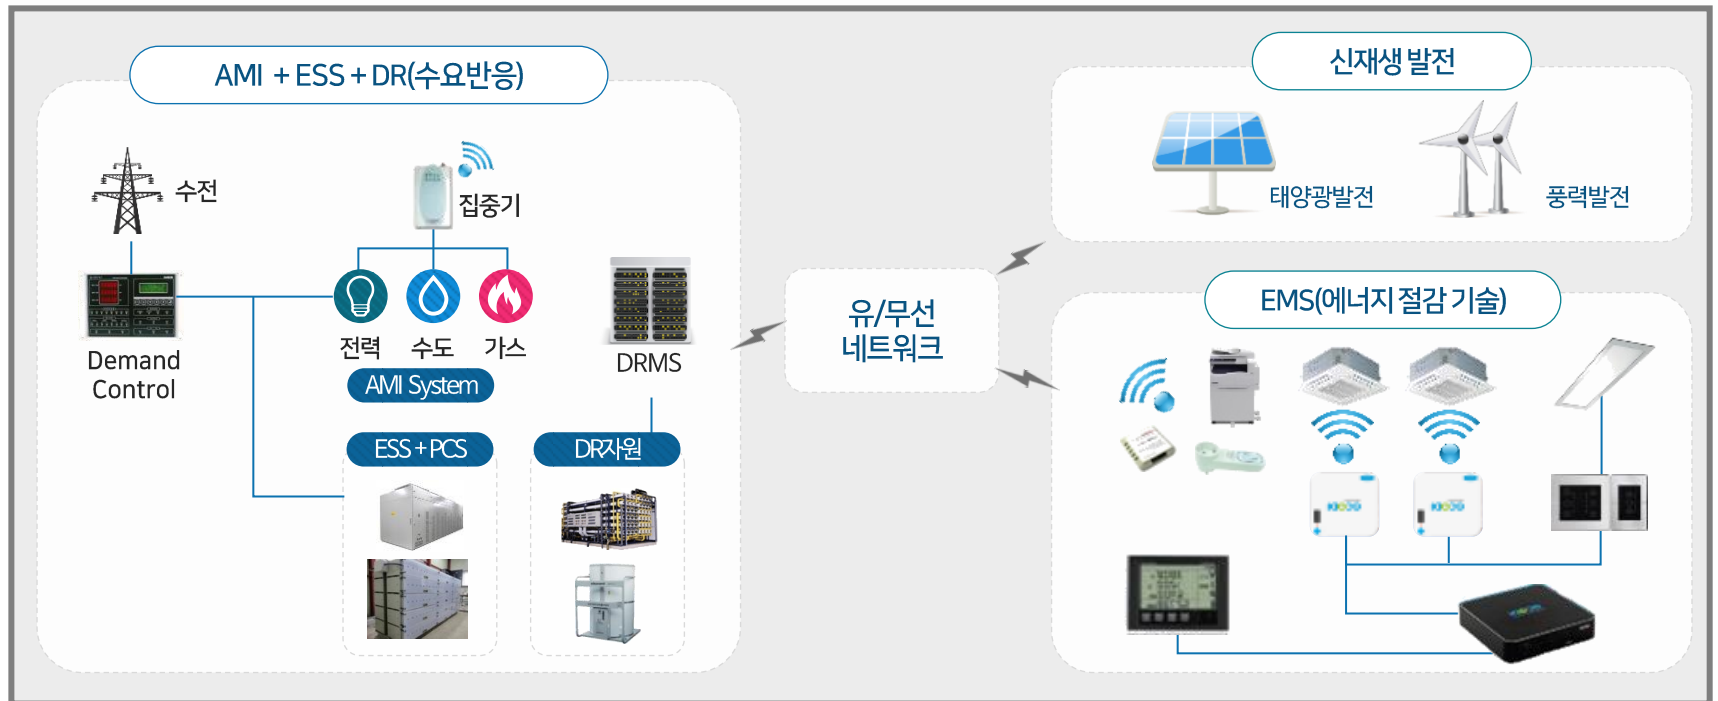 AMI + ESS + DR(수요반응)
수전
집중기
Demand
Control
전력
수도
가스
AMI System
DRMS
ESS + PCS
DR자원
유/무선
네트워크
신재생 발전
태양광발전
풍력발전
EMS(에너지 절감 기술)